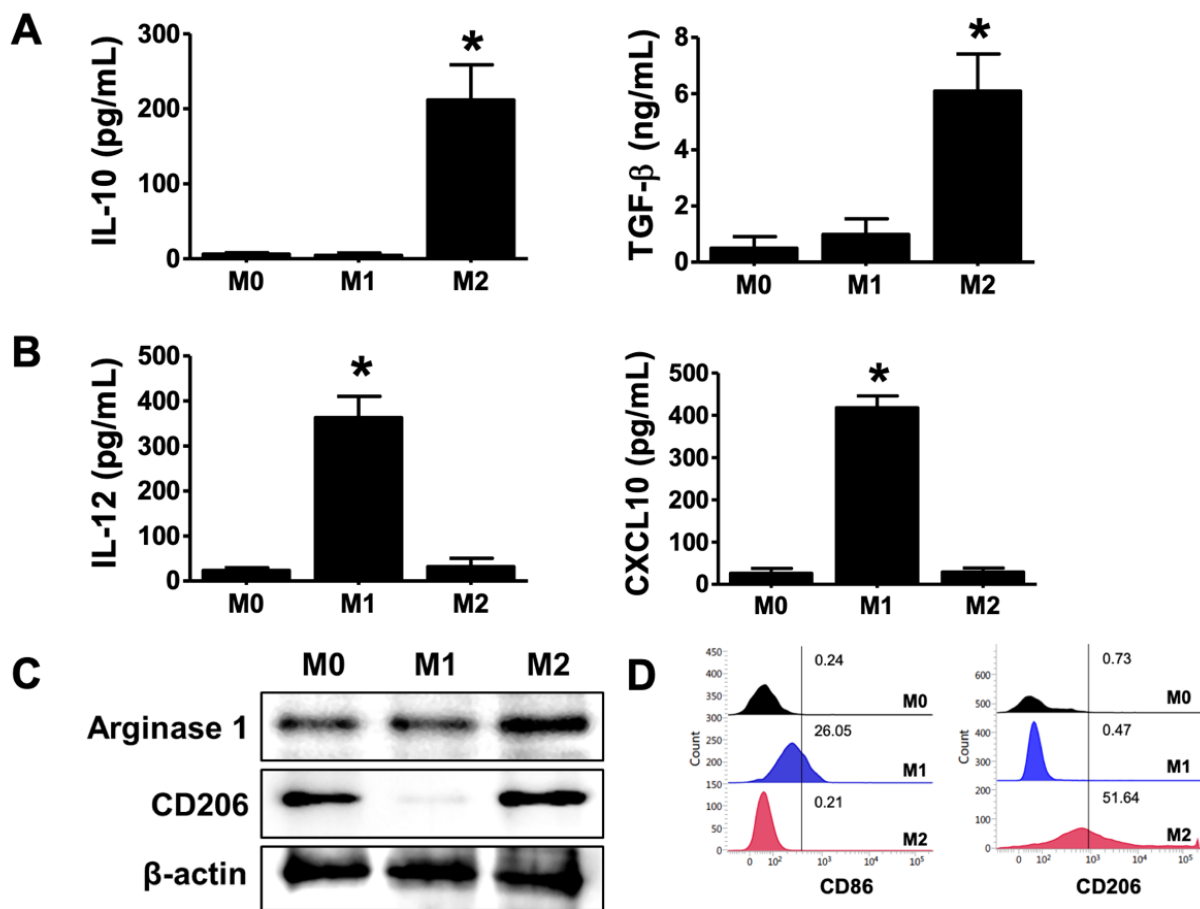 A
IL-10 (pg/mL)
300
200
100
0
M0 M1 M2
*
TGF-β (ng/mL)
8
6
4
2
0
M0 M1 M2
*
B
IL-12 (pg/mL)
500
400
300
200
100
0
M0 M1 M2
*
CXCL10 (pg/mL)
500
400
300
200
100
0
M0 M1 M2
*
C
M0 M1 M2
Arginase 1
CD206
β-actin
D
Count
450
400
350
300
250
200
150
100
50
0
0.24
M0
26.05
M1
0.21
M2
0 10² 10³ 10⁴ 10⁵
CD86
Count
600
500
400
300
200
100
0
0.73
M0
0.47
M1
51.64
M2
0 10² 10³ 10⁴ 10⁵
CD206